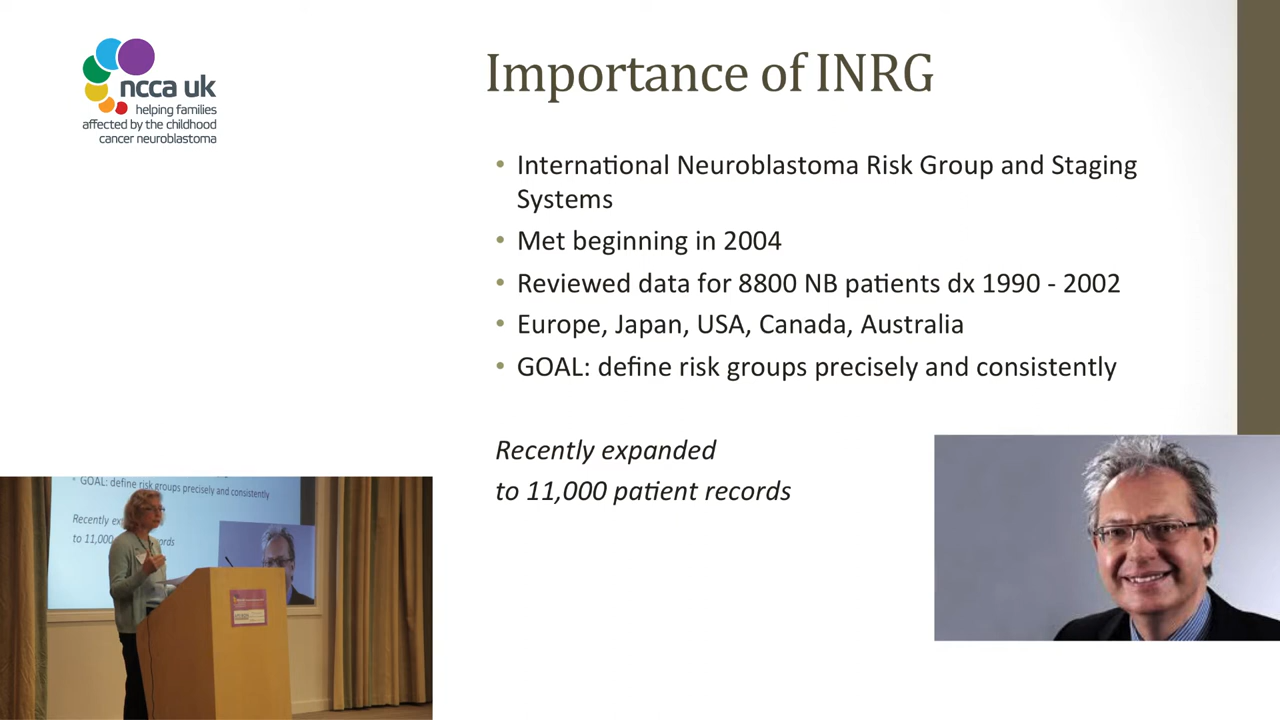 ncca uk
helping families
affected by the childhood
cancer neuroblastoma
Importance of INRG
• International Neuroblastoma Risk Group and Staging
Systems
• Met beginning in 2004
• Reviewed data for 8800 NB patients dx 1990 - 2002
• Europe, Japan, USA, Canada, Australia
• GOAL: define risk groups precisely and consistently
Recently expanded
to 11,000 patient records
• GOAL: define risk groups precisely and consistently
Recently
to 11,000